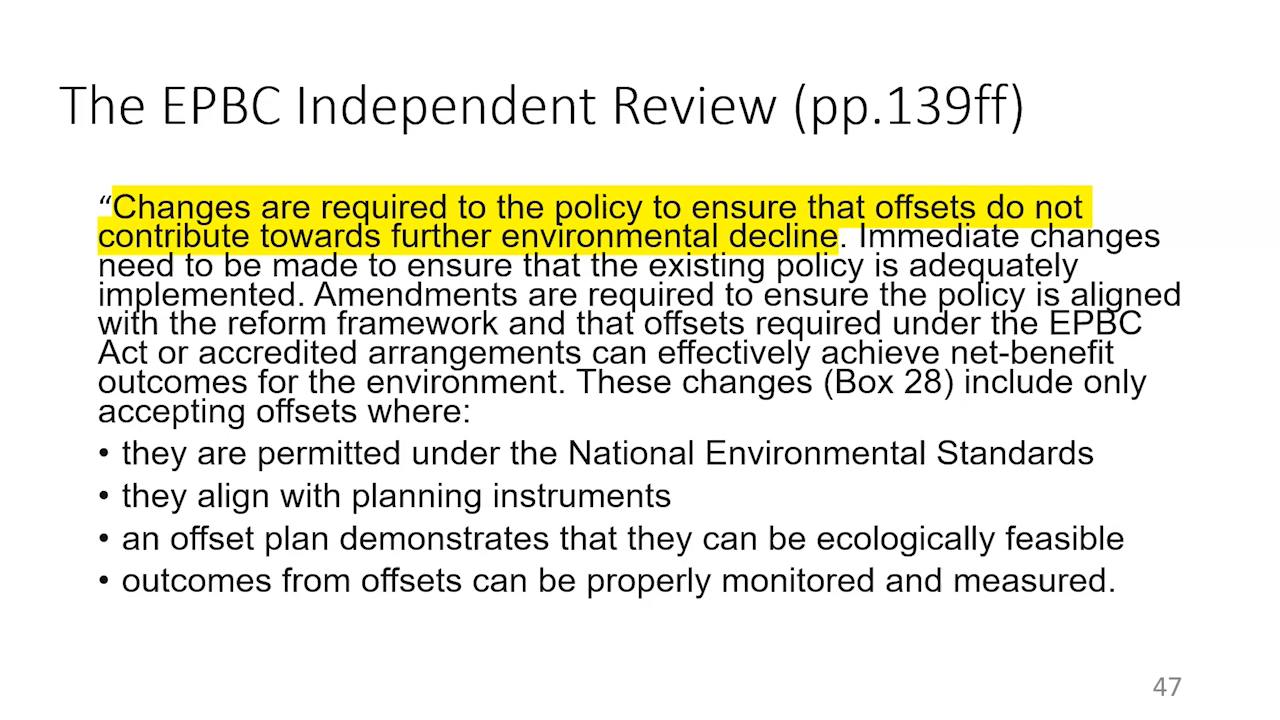 The EPBC Independent Review (pp.139ff)
“Changes are required to the policy to ensure that offsets do not
contribute towards further environmental decline. Immediate changes
need to be made to ensure that the existing policy is adequately
implemented. Amendments are required to ensure the policy is aligned
with the reform framework and that offsets required under the EPBC
Act or accredited arrangements can effectively achieve net-benefit
outcomes for the environment. These changes (Box 28) include only
accepting offsets where:
• they are permitted under the National Environmental Standards
• they align with planning instruments
• an offset plan demonstrates that they can be ecologically feasible
• outcomes from offsets can be properly monitored and measured.
47